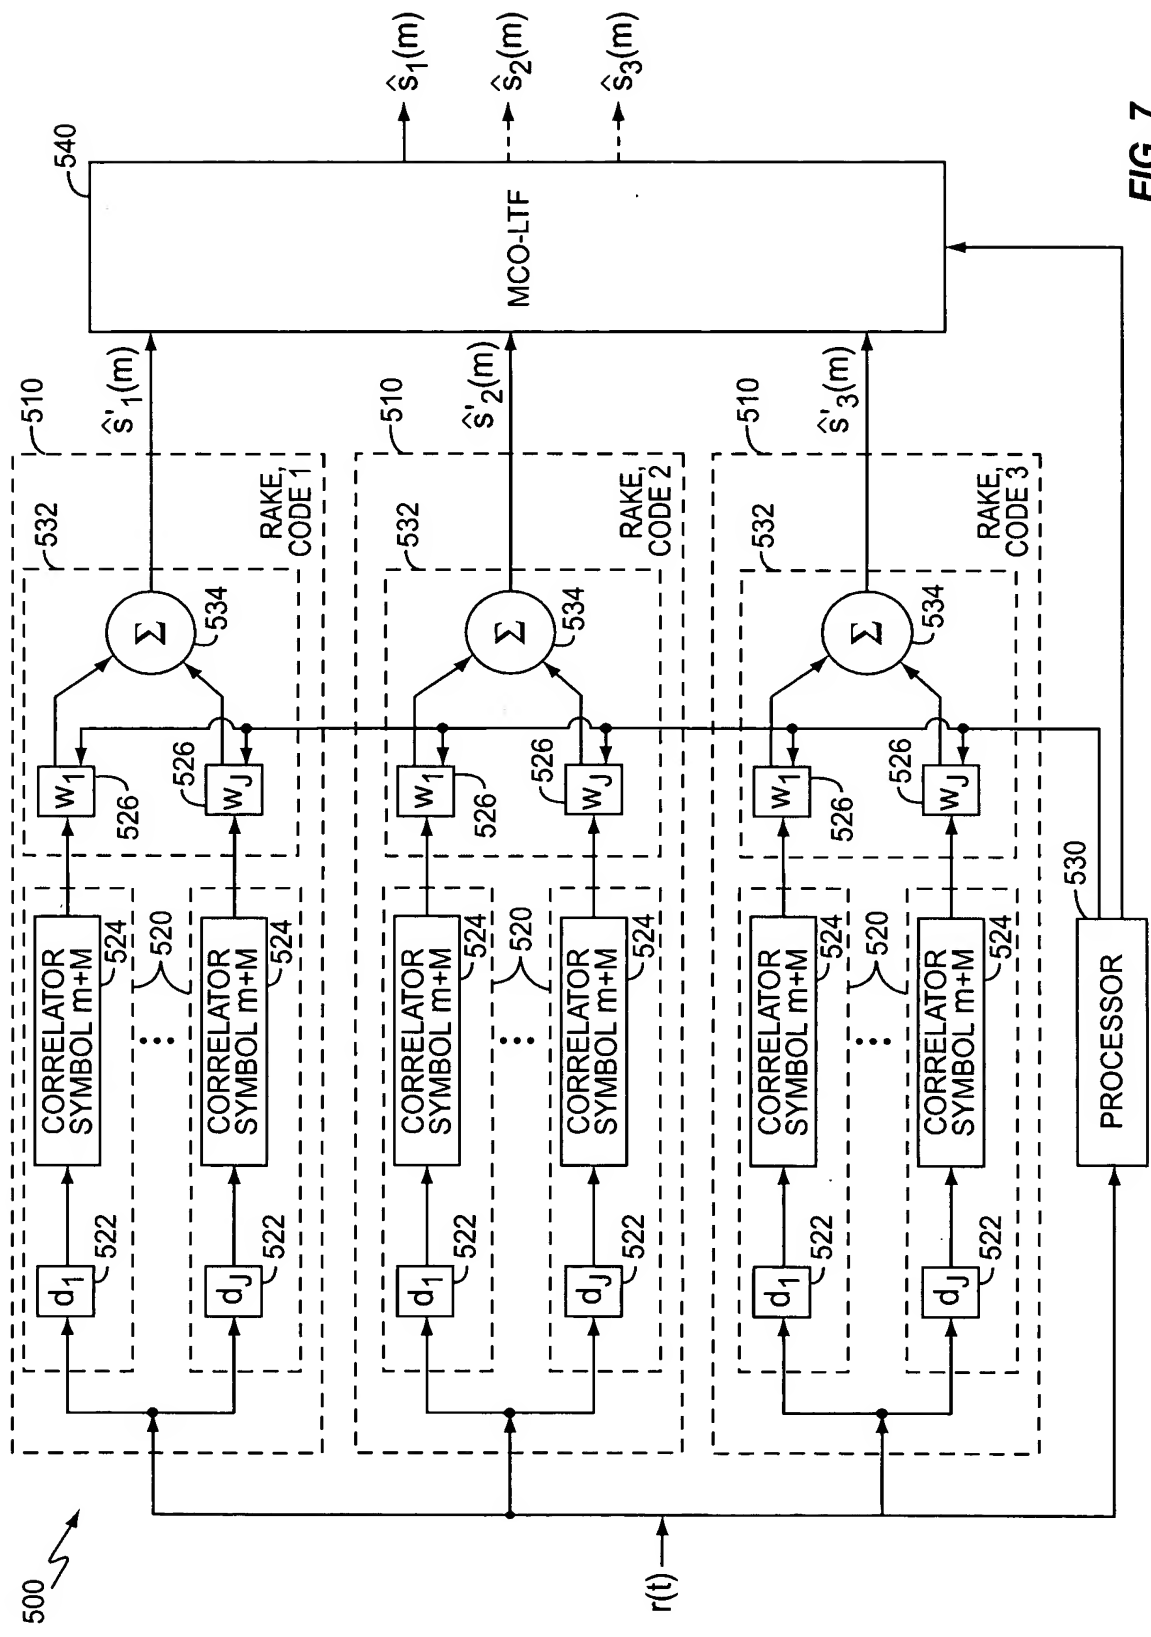 500
r(t)
510
RAKE,
CODE 1
520
d1
522
CORRELATOR
SYMBOL m+M
524
dJ
522
CORRELATOR
SYMBOL m+M
524
•••
532
w1
526
wJ
526
Σ
534
ŝ'1(m)
510
RAKE,
CODE 2
520
d1
522
CORRELATOR
SYMBOL m+M
524
dJ
522
CORRELATOR
SYMBOL m+M
524
•••
532
w1
526
wJ
526
Σ
534
ŝ'2(m)
510
RAKE,
CODE 3
520
d1
522
CORRELATOR
SYMBOL m+M
524
dJ
522
CORRELATOR
SYMBOL m+M
524
•••
532
w1
526
wJ
526
Σ
534
ŝ'3(m)
PROCESSOR
530
MCO-LTF
540
ŝ1(m)
ŝ2(m)
ŝ3(m)
FIG. 7